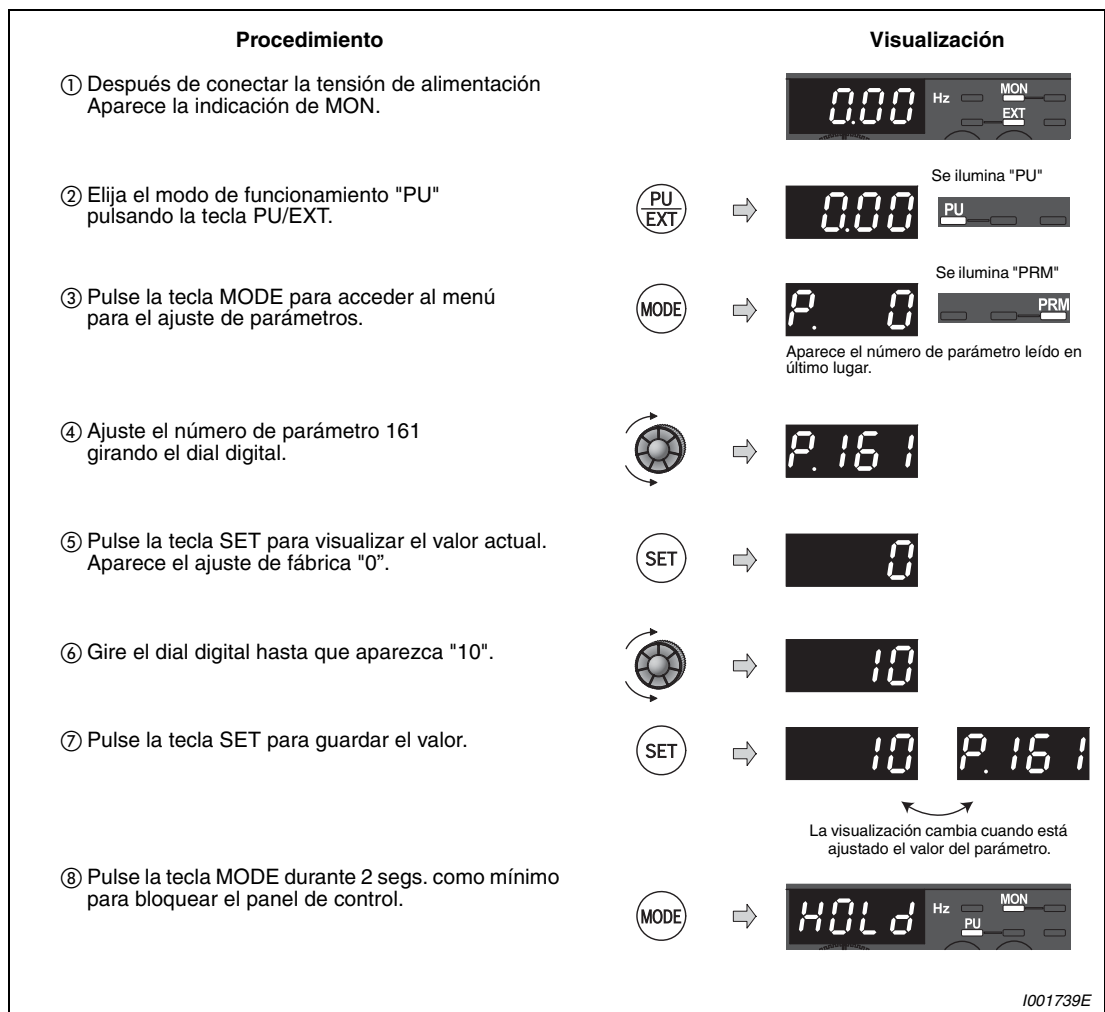 Procedimiento
Visualización
① Después de conectar la tensión de alimentación
Aparece la indicación de MON.
0.00 Hz MON
EXT
② Elija el modo de funcionamiento "PU"
pulsando la tecla PU/EXT.
PU
EXT
0.00
Se ilumina "PU"
PU
③ Pulse la tecla MODE para acceder al menú
para el ajuste de parámetros.
MODE
P. 0
Se ilumina "PRM"
PRM
Aparece el número de parámetro leído en
último lugar.
④ Ajuste el número de parámetro 161
girando el dial digital.
P. 161
⑤ Pulse la tecla SET para visualizar el valor actual.
Aparece el ajuste de fábrica "0”.
SET
0
⑥ Gire el dial digital hasta que aparezca "10".
10
⑦ Pulse la tecla SET para guardar el valor.
SET
10 P. 161
La visualización cambia cuando está
ajustado el valor del parámetro.
⑧ Pulse la tecla MODE durante 2 segs. como mínimo
para bloquear el panel de control.
MODE
HOLd Hz MON
PU
I001739E